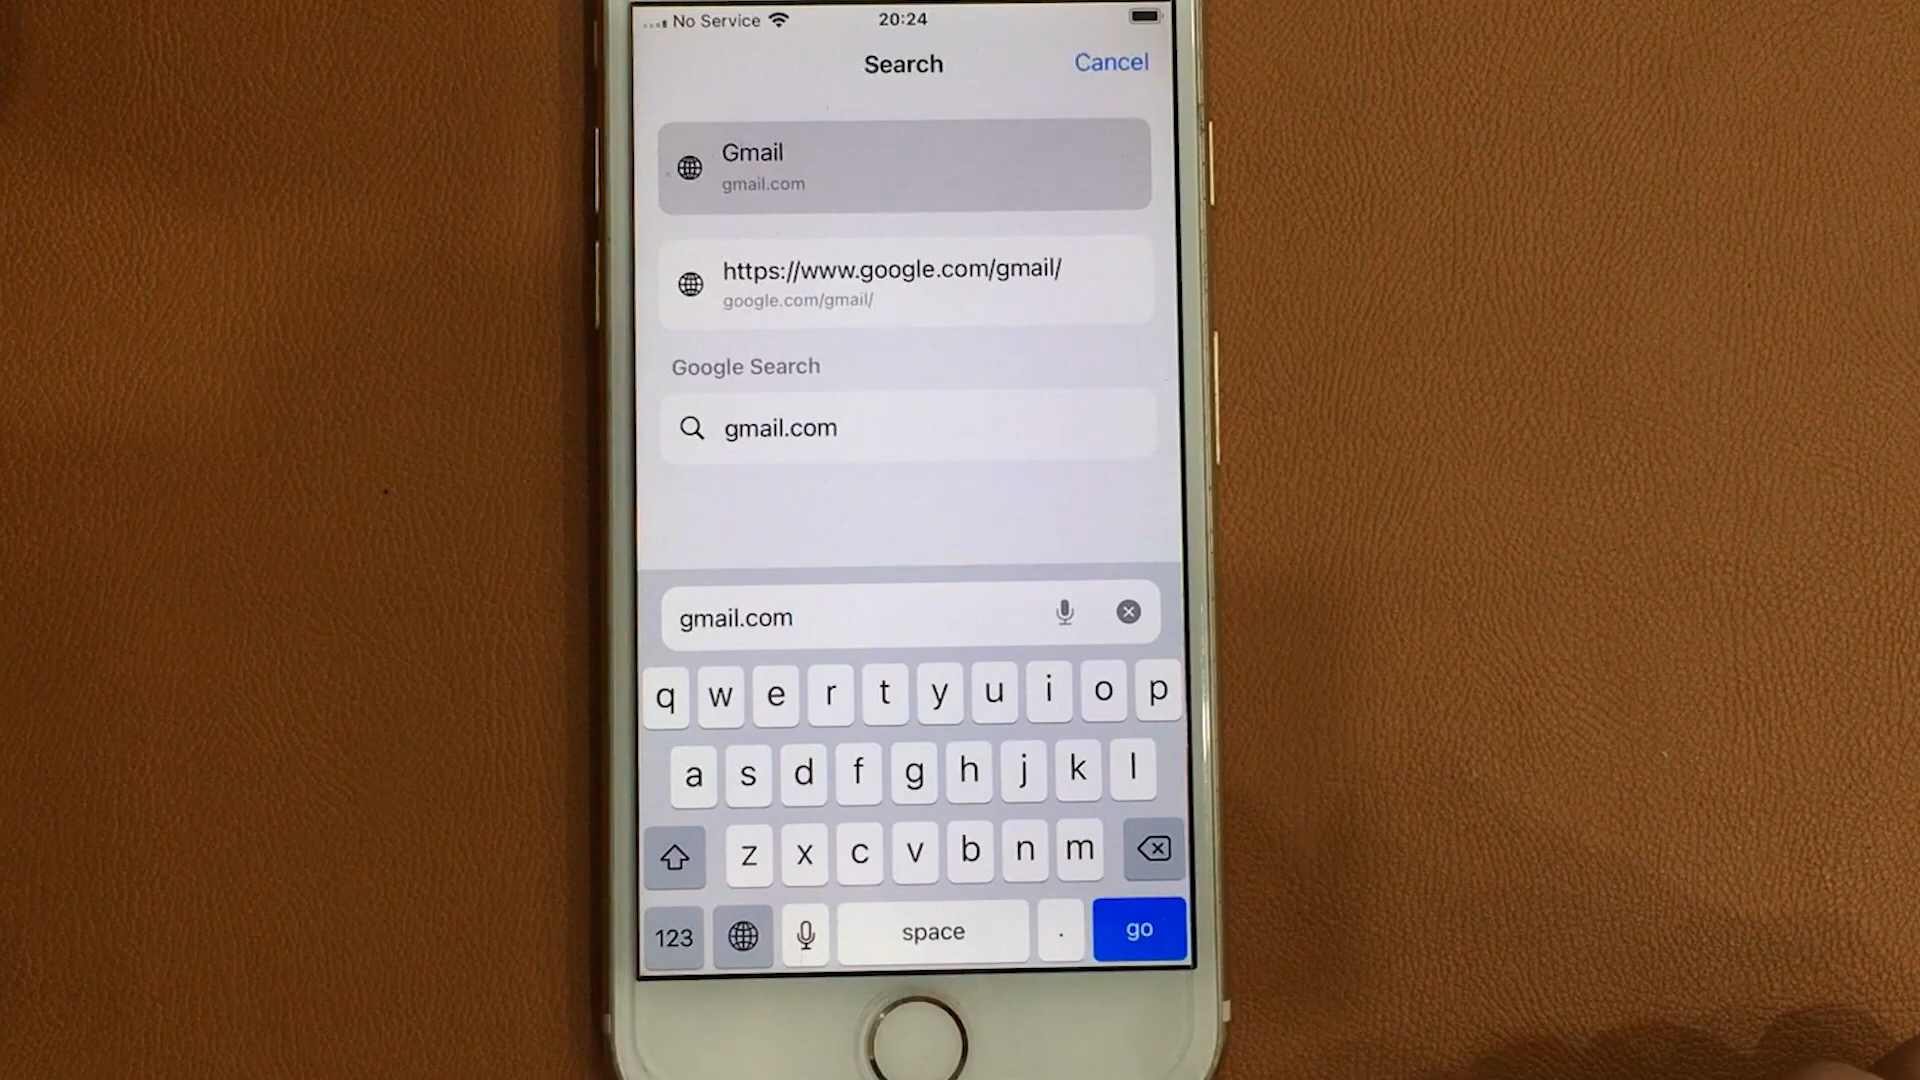 No Service 20:24
Search Cancel
Gmail
gmail.com
https://www.google.com/gmail/
google.com/gmail/
Google Search
gmail.com
gmail.com
q w e r t y u i o p
a s d f g h j k l
z x c v b n m
123 space . go